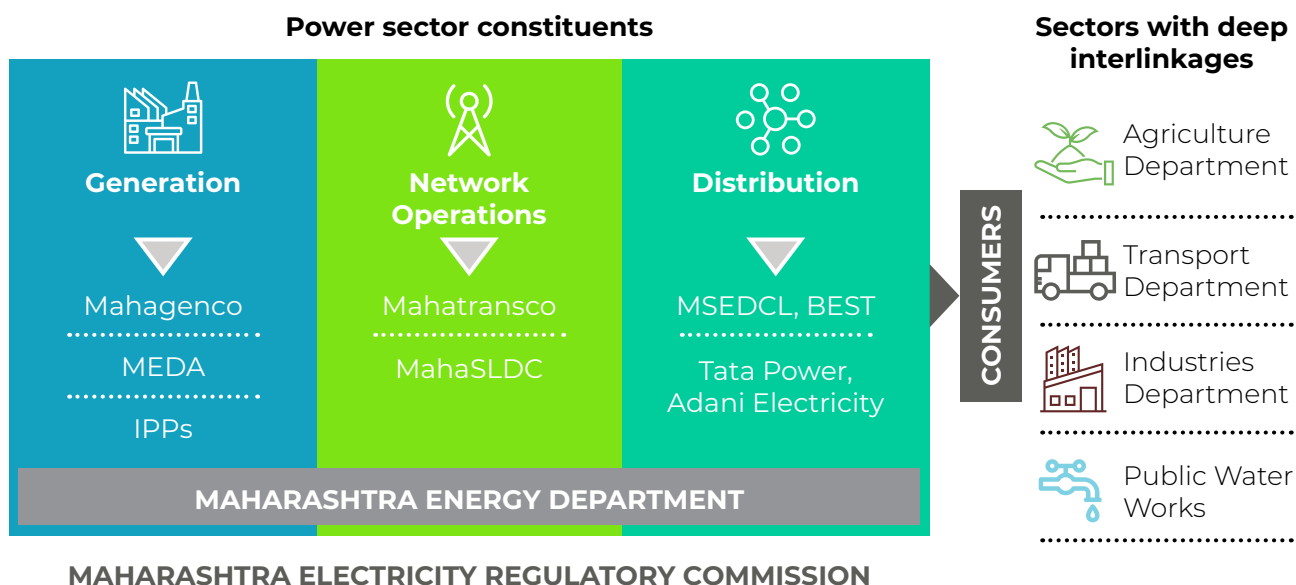 Power sector constituents
Generation
Mahagenco
MEDA
IPPs
Network
Operations
Mahatransco
MahaSLDC
Distribution
MSEDCL, BEST
Tata Power,
Adani Electricity
MAHARASHTRA ENERGY DEPARTMENT
MAHARASHTRA ELECTRICITY REGULATORY COMMISSION
CONSUMERS
Sectors with deep
interlinkages
Agriculture
Department
Transport
Department
Industries
Department
Public Water
Works